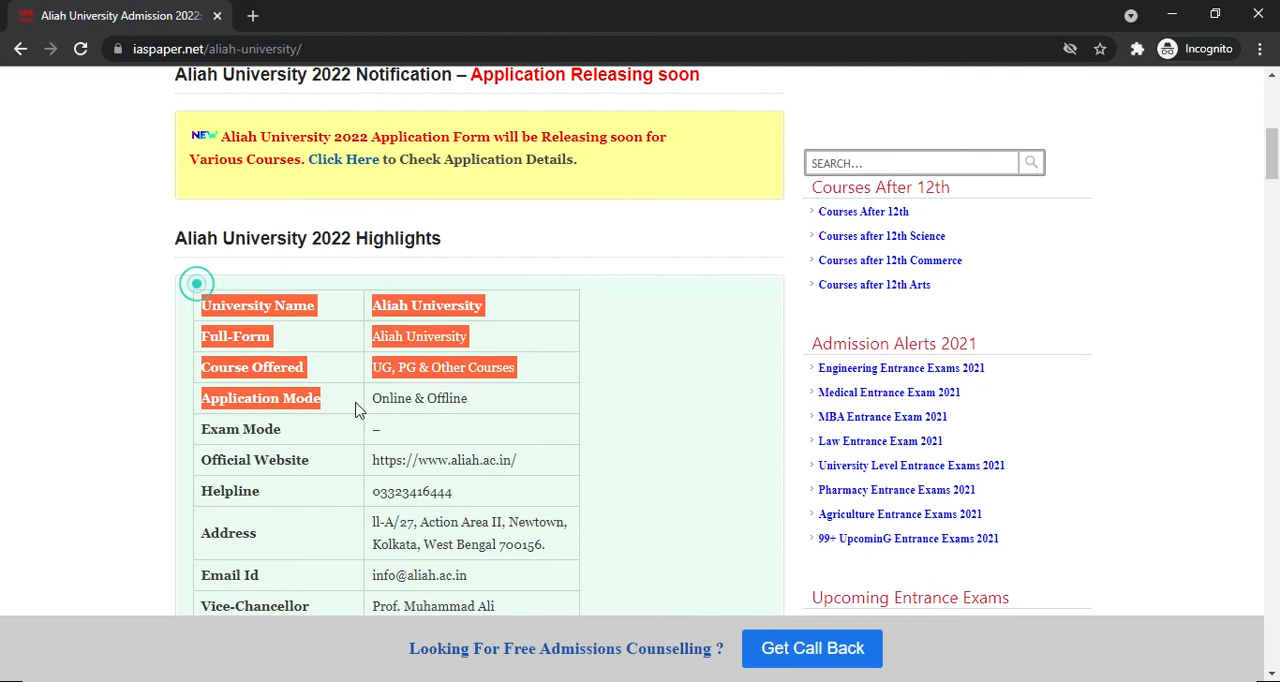 Aliah University Admission 2022
iaspaper.net/aliah-university/
Incognito
Aliah University 2022 Notification – Application Releasing soon
NEW Aliah University 2022 Application Form will be Releasing soon for
Various Courses. Click Here to Check Application Details.
Aliah University 2022 Highlights
University Name Aliah University
Full-Form Aliah University
Course Offered UG, PG & Other Courses
Application Mode Online & Offline
Exam Mode –
Official Website https://www.aliah.ac.in/
Helpline 03323416444
Address ll-A/27, Action Area II, Newtown,
Kolkata, West Bengal 700156.
Email Id info@aliah.ac.in
Vice-Chancellor Prof. Muhammad Ali
SEARCH...
Courses After 12th
Courses After 12th
Courses after 12th Science
Courses after 12th Commerce
Courses after 12th Arts
Admission Alerts 2021
Engineering Entrance Exams 2021
Medical Entrance Exam 2021
MBA Entrance Exam 2021
Law Entrance Exam 2021
University Level Entrance Exams 2021
Pharmacy Entrance Exams 2021
Agriculture Entrance Exams 2021
99+ UpcominG Entrance Exams 2021
Upcoming Entrance Exams
Looking For Free Admissions Counselling ?
Get Call Back